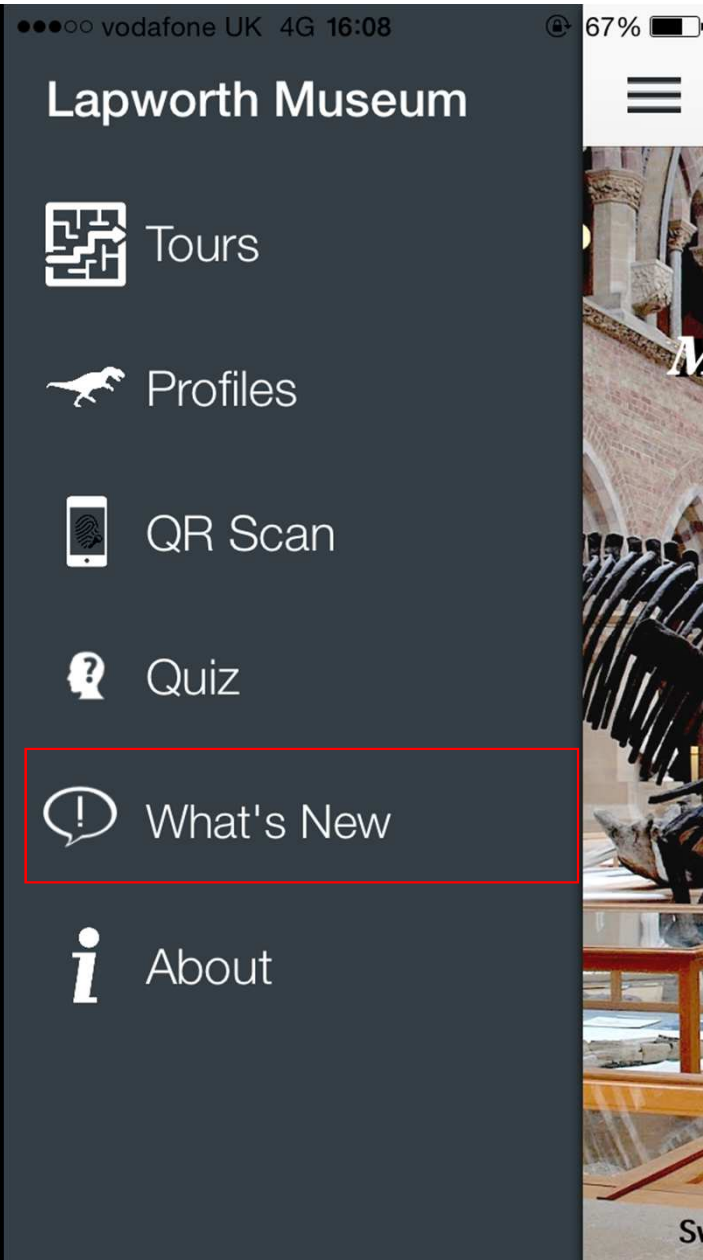 vodafone UK 4G 16:08 67%
Lapworth Museum
Tours
Profiles
QR Scan
Quiz
What's New
About